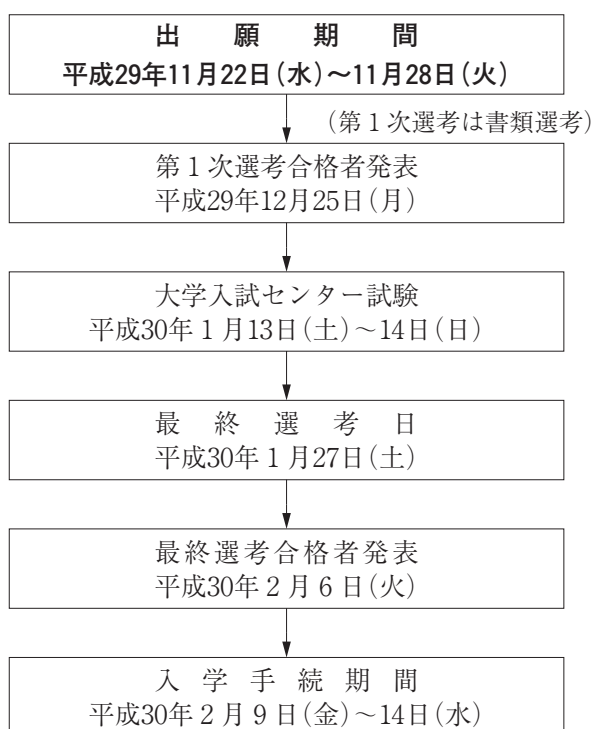 出願期間
平成29年11月22日(水)～11月28日(火)
(第1次選考は書類選考)
第1次選考合格者発表
平成29年12月25日(月)
大学入試センター試験
平成30年1月13日(土)～14日(日)
最終選考日
平成30年1月27日(土)
最終選考合格者発表
平成30年2月6日(火)
入学手続期間
平成30年2月9日(金)～14日(水)